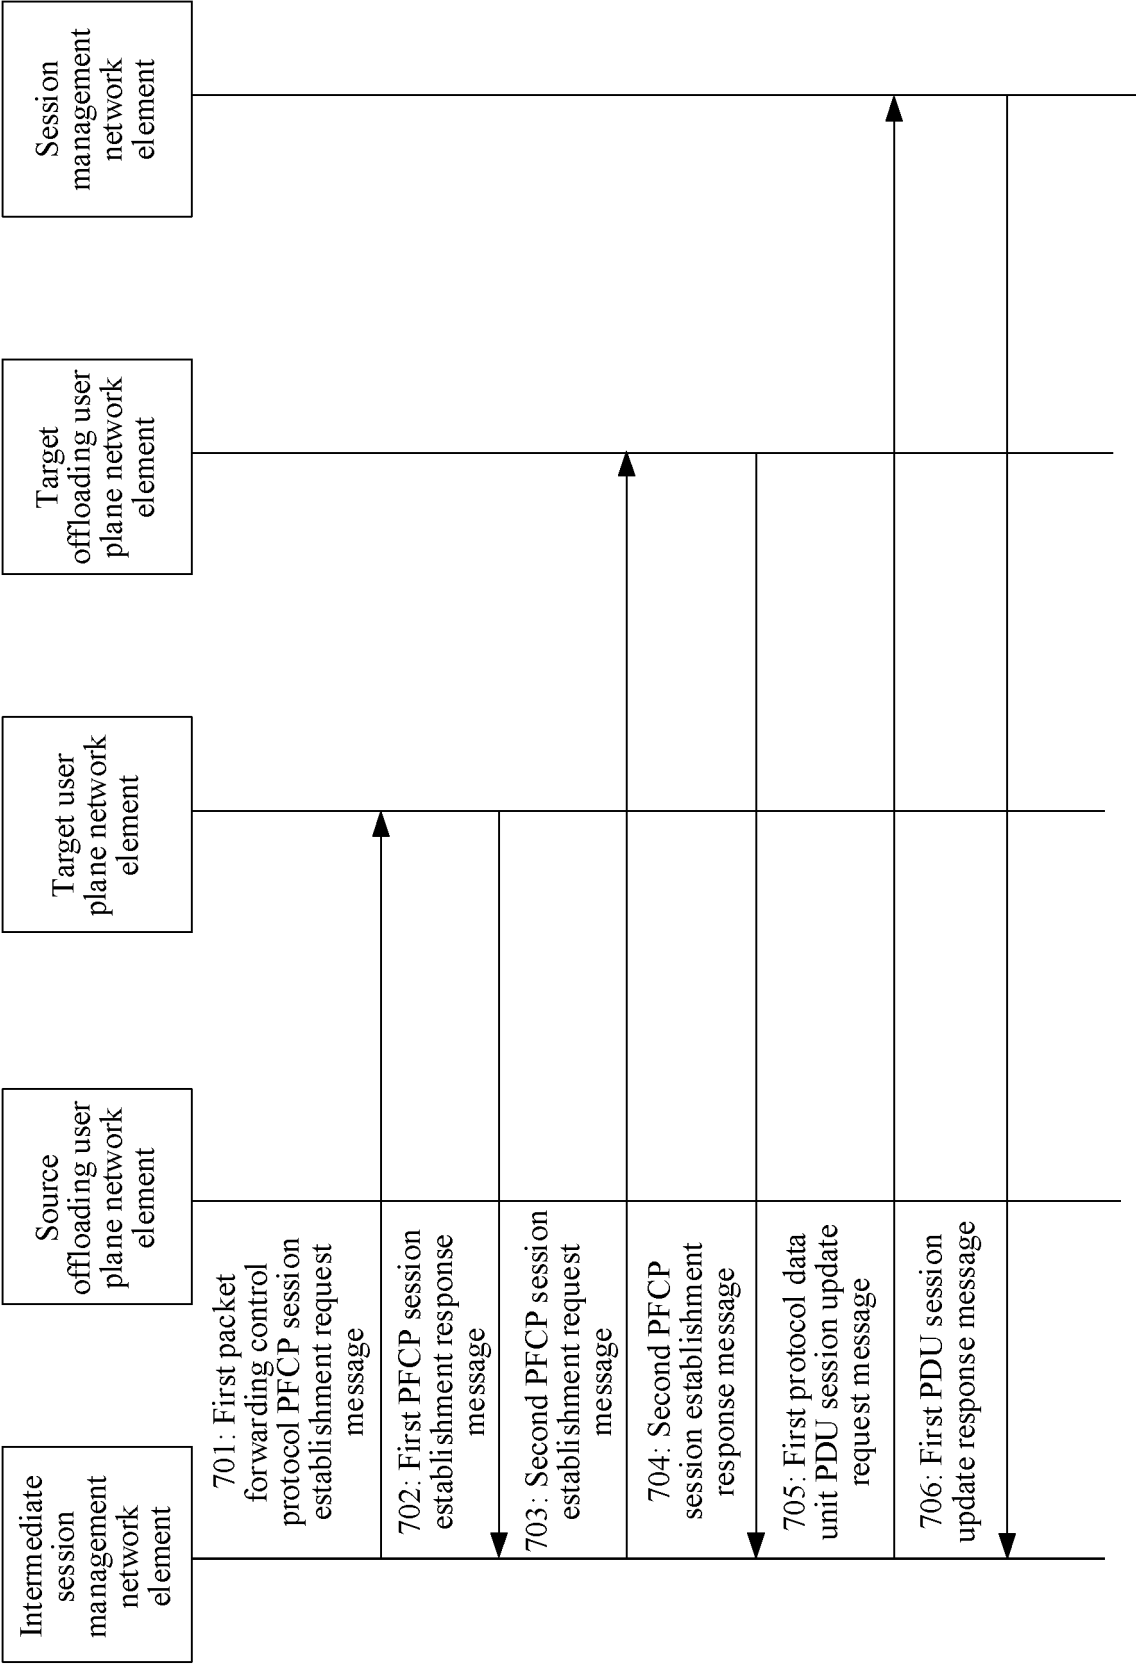 Intermediate
session
management
network
element
Source
offloading user
plane network
element
Target user
plane network
element
Target
offloading user
plane network
element
Session
management
network
element
701: First packet
forwarding control
protocol PFCP session
establishment request
message
702: First PFCP session
establishment response
message
703: Second PFCP session
establishment request
message
704: Second PFCP
session establishment
response message
705: First protocol data
unit PDU session update
request message
706: First PDU session
update response message